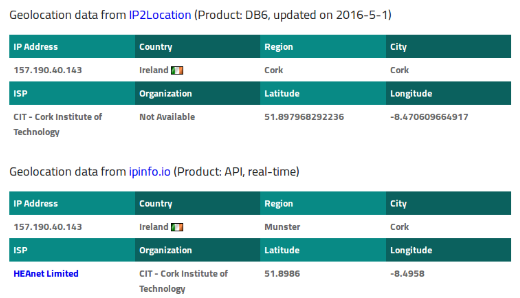 Geolocation data from IP2Location (Product: DB6, updated on 2016-5-1)
IP Address Country Region City
157.190.40.143 Ireland Cork Cork
ISP Organization Latitude Longitude
CIT - Cork Institute of Not Available 51.897968292236 -8.470609664917
Technology
Geolocation data from ipinfo.io (Product: API, real-time)
IP Address Country Region City
157.190.40.143 Ireland Munster Cork
ISP Organization Latitude Longitude
HEAnet Limited CIT - Cork Institute of 51.8986 -8.4958
Technology